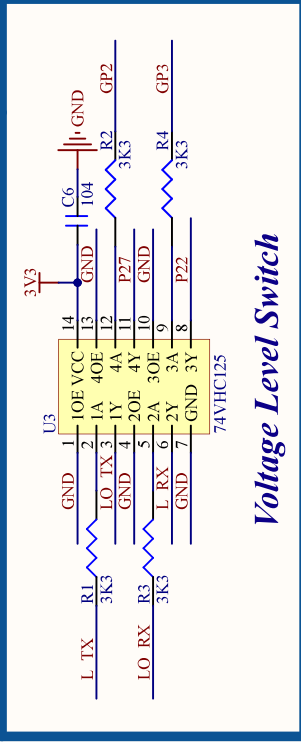 U3
3V3
GND
1
1OE VCC
14
C6
104
GND
L_TX
R1
3K3
2
1A
4OE
13
GND
LO_TX
3
1Y
4A
12
R2
3K3
GP2
GND
4
2OE
4Y
11
P27
LO_RX
R3
3K3
5
2A
3OE
10
GND
L_RX
6
2Y
3A
9
R4
3K3
GP3
GND
7
GND
3Y
8
P22
74VHC125
Voltage Level Switch